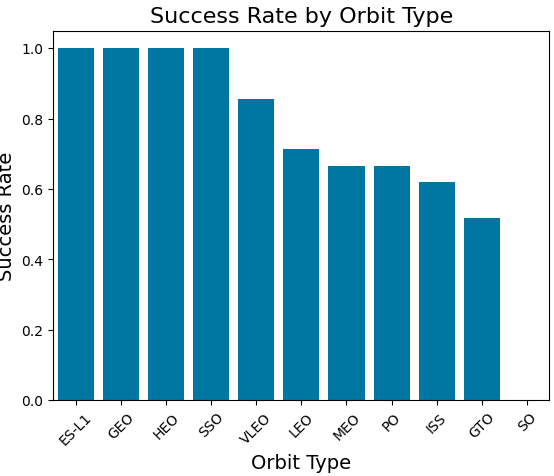 Success Rate by Orbit Type
Success Rate
1.0
0.8
0.6
0.4
0.2
0.0
ES-L1
GEO
HEO
SSO
VLEO
LEO
MEO
PO
ISS
GTO
SO
Orbit Type